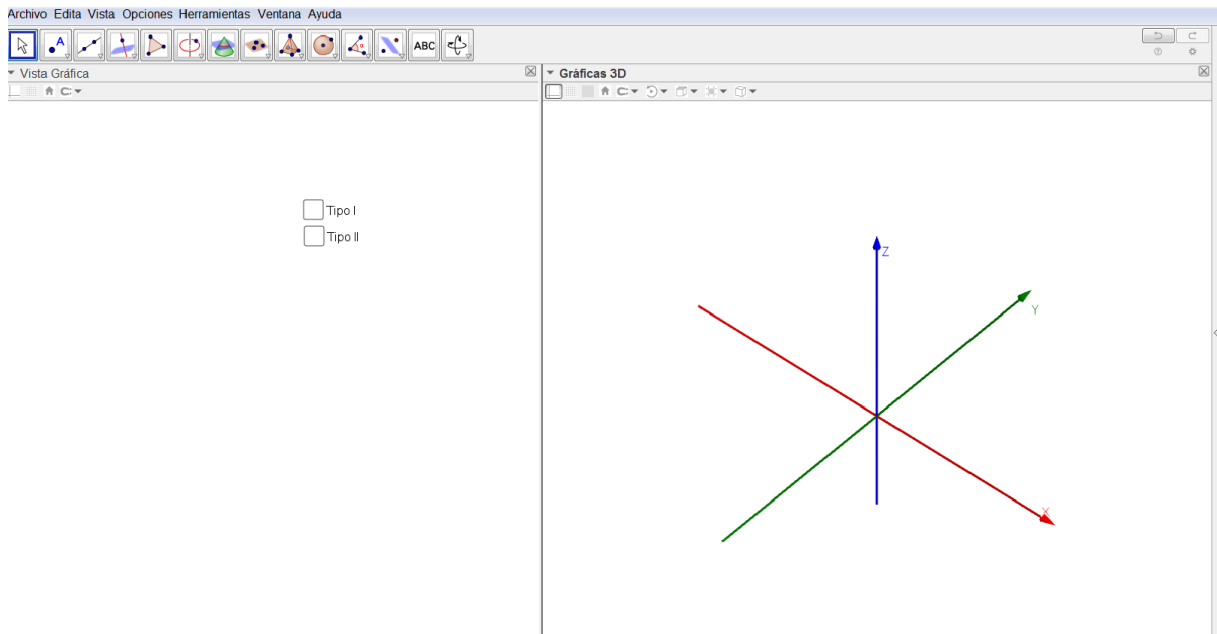 Archivo Edita Vista Opciones Herramientas Ventana Ayuda
A
α
ABC
Vista Gráfica
Gráficas 3D
Tipo I
Tipo II
Z
Y
X